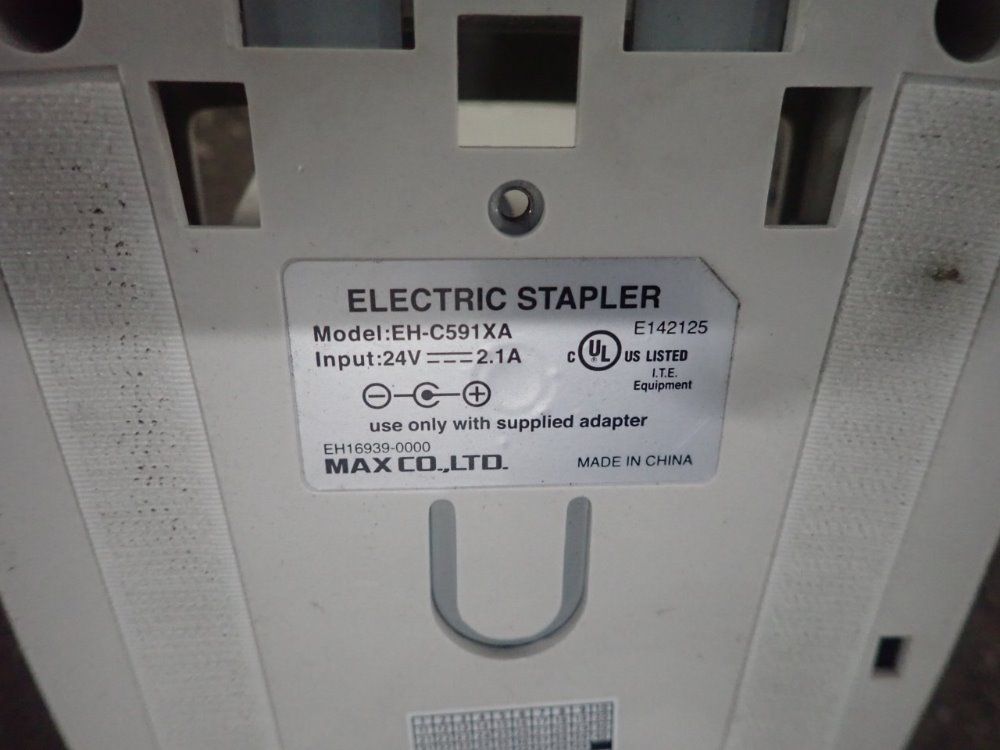 ELECTRIC STAPLER
Model:EH-C591XA
E142125
Input:24V 2.1A
C UL US LISTED
I.T.E.
Equipment
use only with supplied adapter
EH16939-0000
MAX CO.,LTD.
MADE IN CHINA